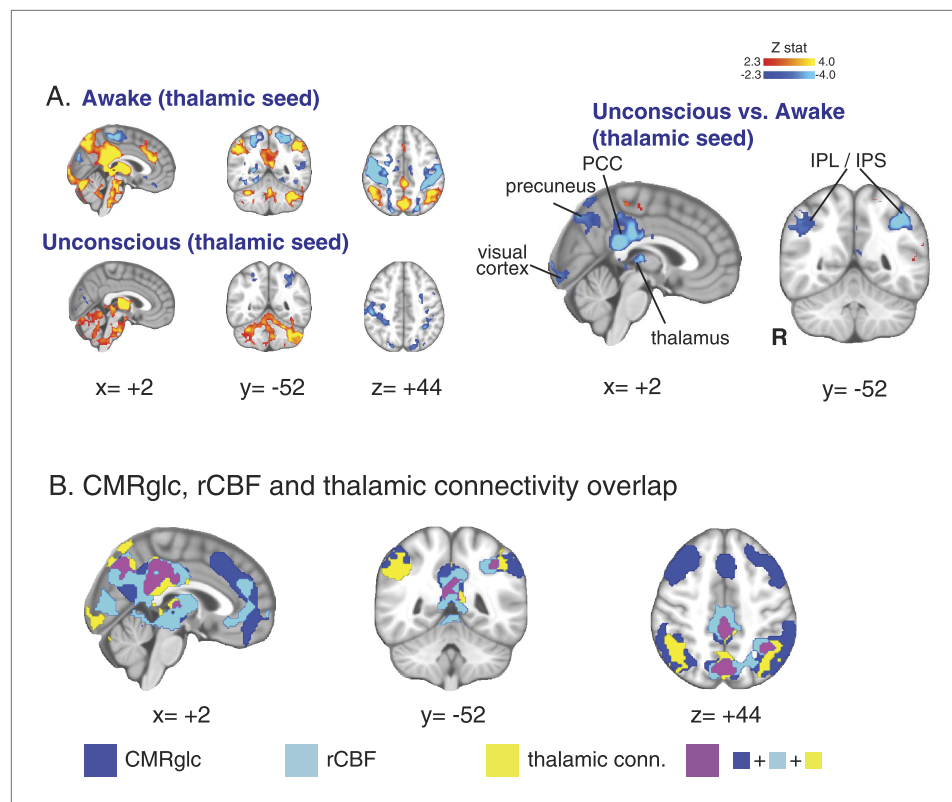 Z stat
2.3 4.0
-2.3 -4.0
A. Awake (thalamic seed)
Unconscious (thalamic seed)
x= +2 y= -52 z= +44
Unconscious vs. Awake
(thalamic seed)
PCC
precuneus
visual
cortex
thalamus
IPL / IPS
R
x= +2 y= -52
B. CMRglc, rCBF and thalamic connectivity overlap
x= +2 y= -52 z= +44
CMRglc rCBF thalamic conn. + +